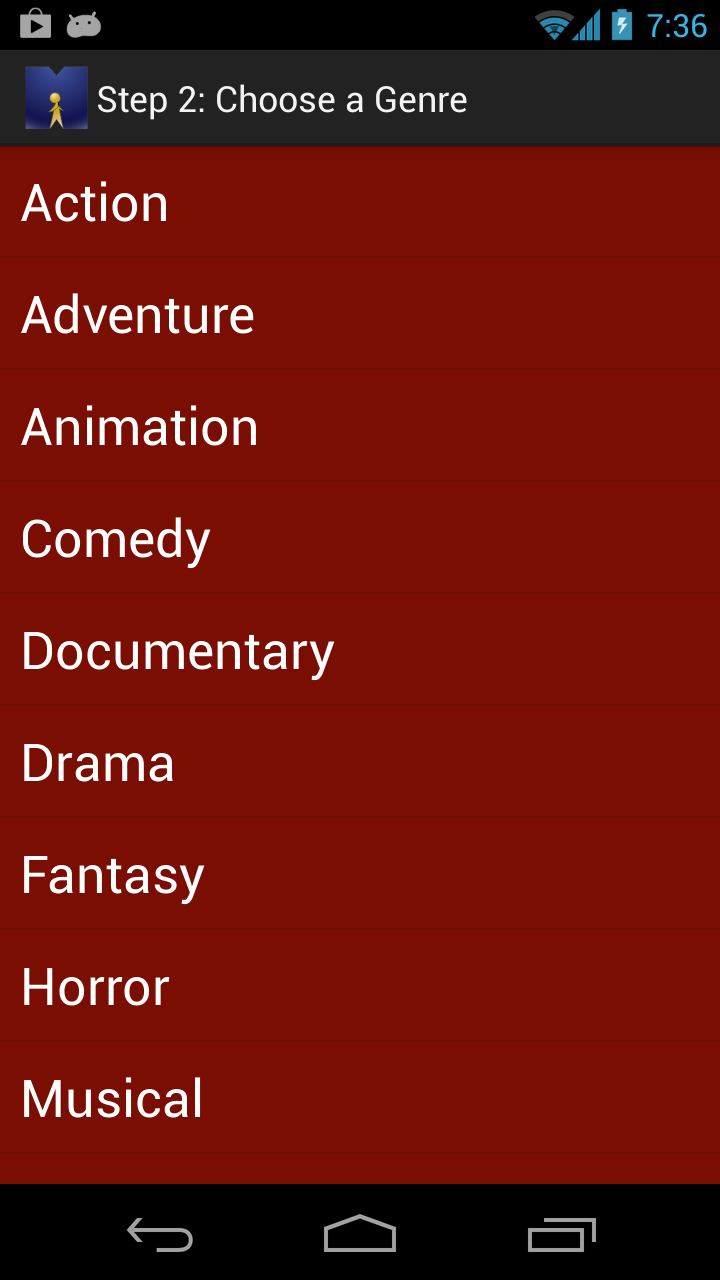 7:36
Step 2: Choose a Genre
Action
Adventure
Animation
Comedy
Documentary
Drama
Fantasy
Horror
Musical